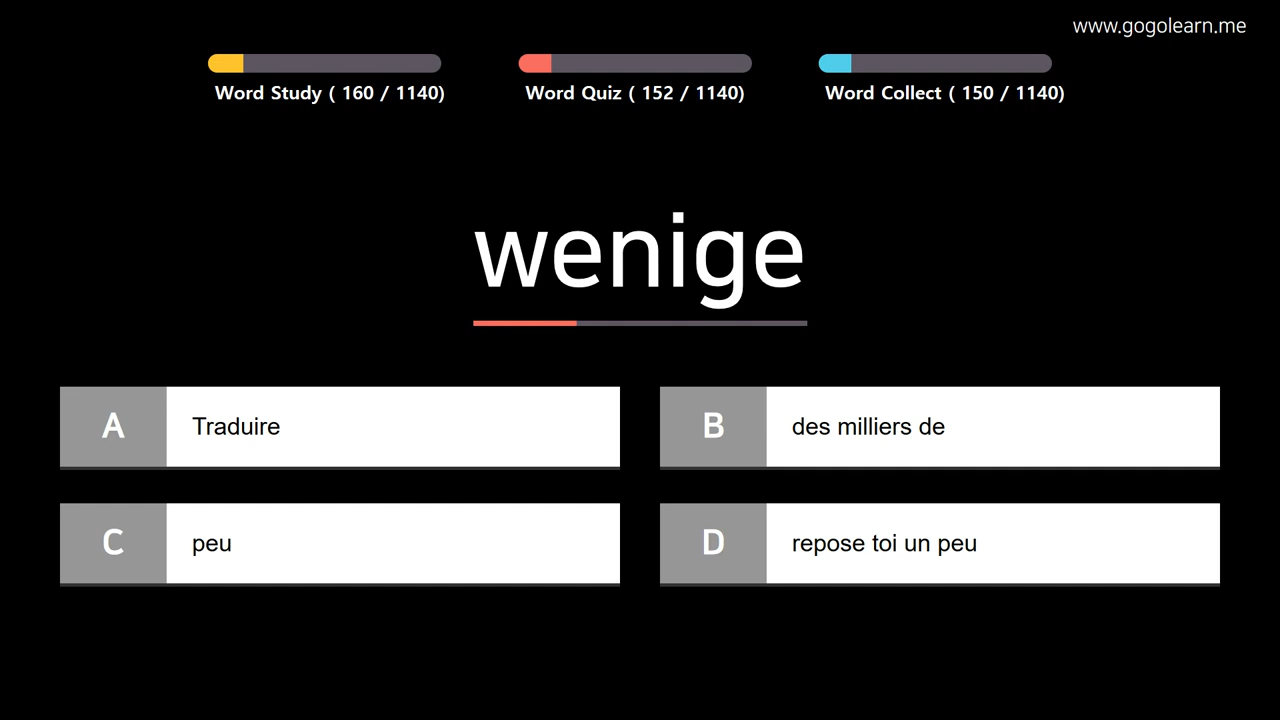 www.gogolearn.me
Word Study ( 160 / 1140)
Word Quiz ( 152 / 1140)
Word Collect ( 150 / 1140)
wenige
A Traduire
B des milliers de
C peu
D repose toi un peu